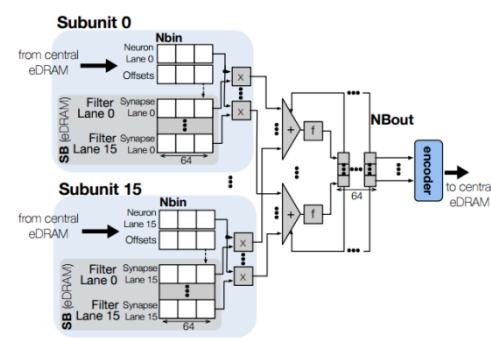 Subunit 0
from central
eDRAM
Nbin
Neuron
Lane 0
Offsets
SB (eDRAM)
Filter
Lane 0
Synapse
Lane 0
Filter
Lane 15
Synapse
Lane 0
64
x
x
Subunit 15
from central
eDRAM
Nbin
Neuron
Lane 15
Offsets
SB (eDRAM)
Filter
Lane 0
Synapse
Lane 15
Filter
Lane 15
Synapse
Lane 15
64
x
x
+
f
+
f
NBout
64
encoder
to centra
eDRAM